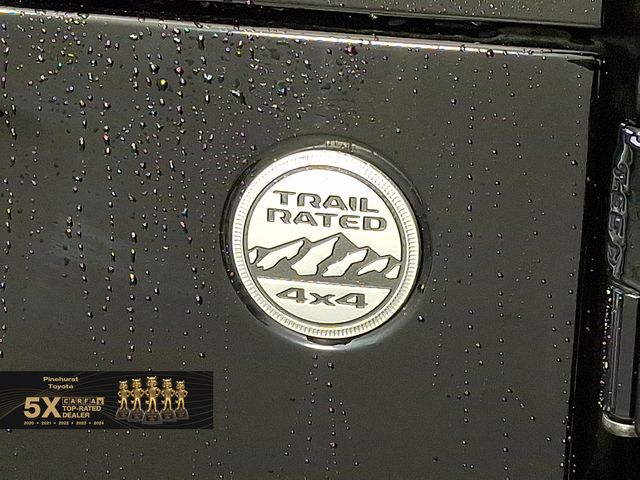 TRAIL
RATED
4x4
Pinehurst
Toyota
5X
CARFAX
TOP-RATED
DEALER
2020 • 2021 • 2022 • 2023 • 2024